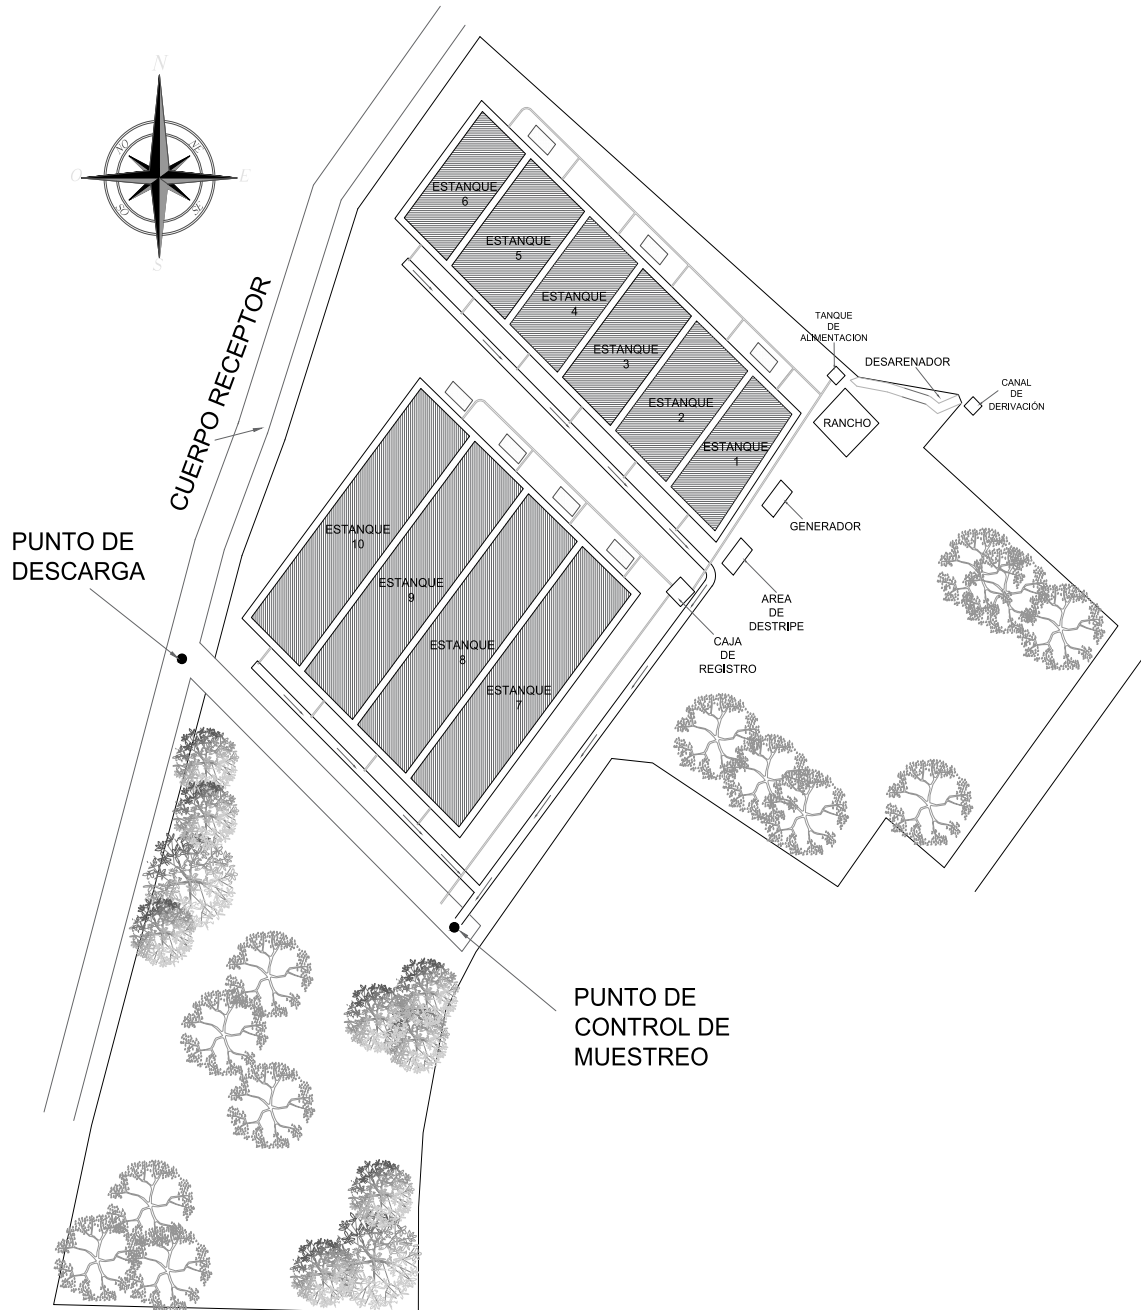 N
NO
NE
O
E
SO
SE
S
ESTANQUE
6
ESTANQUE
5
ESTANQUE
4
ESTANQUE
3
ESTANQUE
2
ESTANQUE
1
TANQUE
DE
ALIMENTACION
DESARENADOR
CANAL
DE
DERIVACIÓN
RANCHO
GENERADOR
AREA
DE
DESTRIPE
CAJA
DE
REGISTRO
CUERPO RECEPTOR
PUNTO DE
DESCARGA
ESTANQUE
10
ESTANQUE
9
ESTANQUE
8
ESTANQUE
7
PUNTO DE
CONTROL DE
MUESTREO